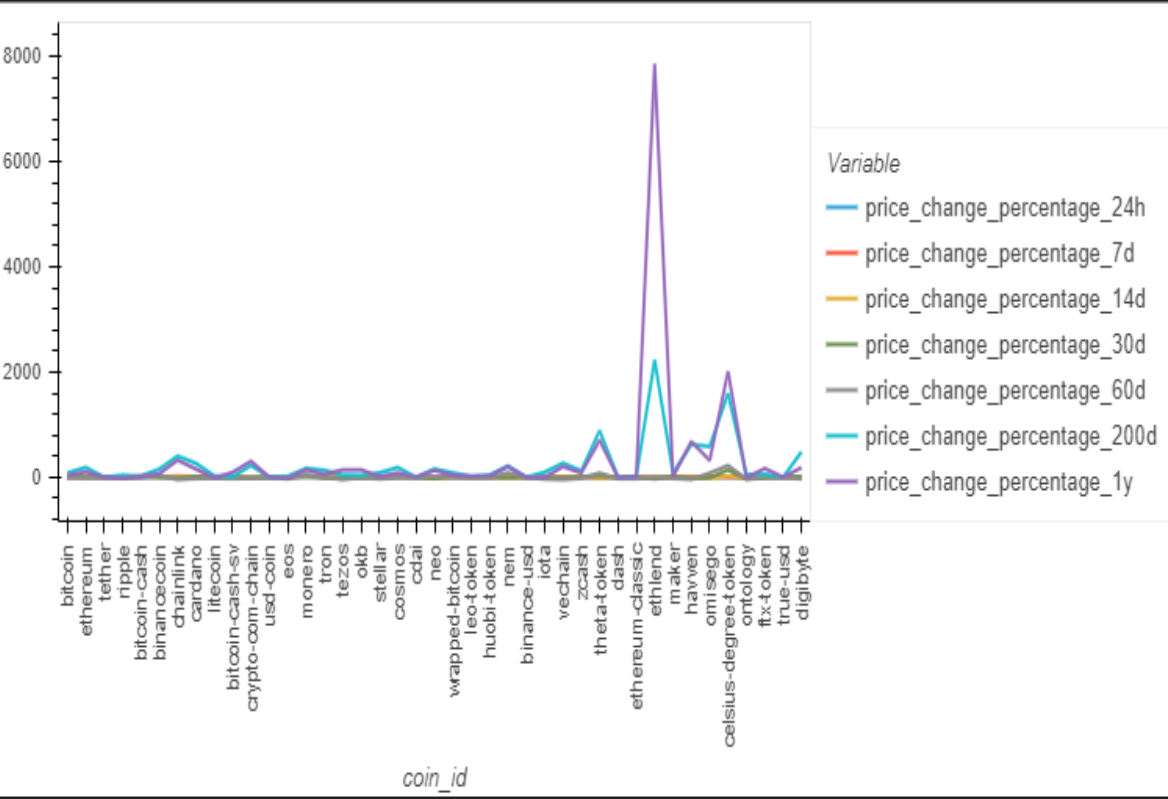 8000
6000
4000
2000
0
bitcoin
ethereum
tether
ripple
bitcoin-cash
binancecoin
chainlink
cardano
litecoin
bitcoin-cash-sv
crypto-com-chain
usd-coin
eos
monero
tron
tezos
okb
stellar
cosmos
cdai
neo
wrapped-bitcoin
leo-token
huobi-token
nem
binance-usd
iota
vechain
zcash
theta-token
dash
ethereum-classic
ethlend
maker
havven
omisego
celsius-degree-token
ontology
ftx-token
true-usd
digibyte
coin_id
Variable
price_change_percentage_24h
price_change_percentage_7d
price_change_percentage_14d
price_change_percentage_30d
price_change_percentage_60d
price_change_percentage_200d
price_change_percentage_1y